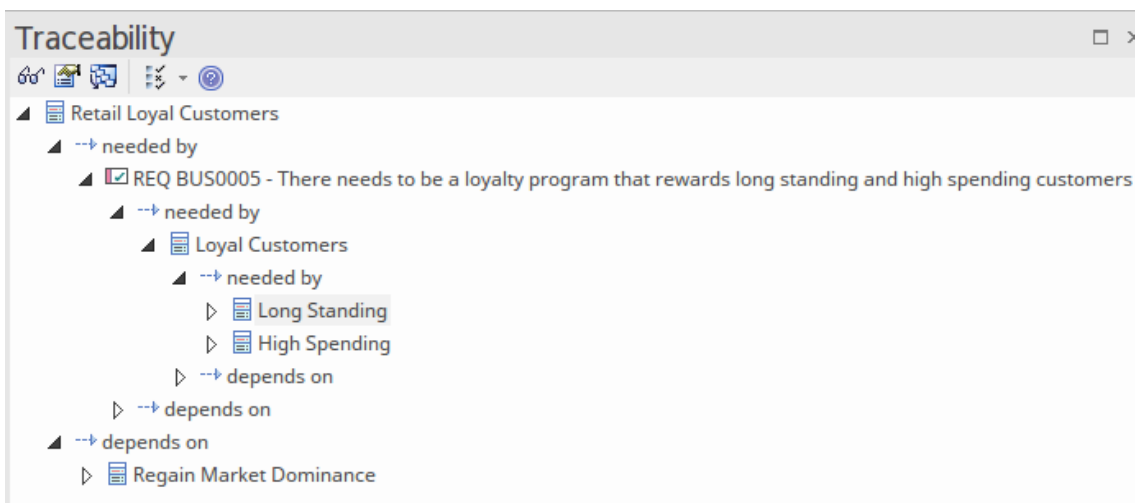 Traceability
Retail Loyal Customers
needed by
REQ BUS0005 - There needs to be a loyalty program that rewards long standing and high spending customers
needed by
Loyal Customers
needed by
Long Standing
High Spending
depends on
depends on
depends on
Regain Market Dominance